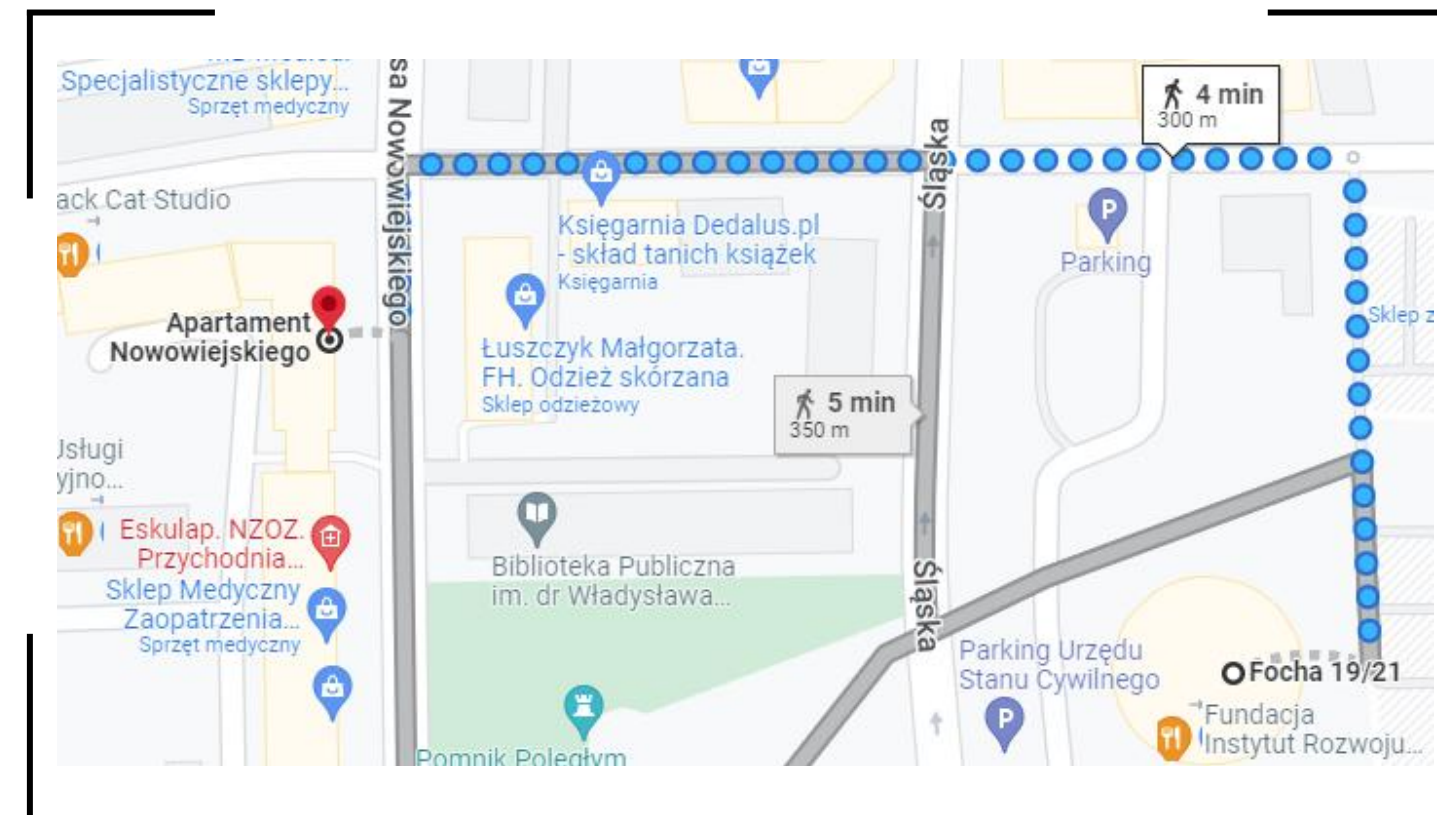 Specjalistyczne sklepy...
Sprzęt medyczny
sa Nowowiejskiego
Śląska
4 min
300 m
ack Cat Studio
Księgarnia Dedalus.pl
- skład tanich książek
Księgarnia
P
Parking
Apartament
Nowowiejskiego
Sklep z
Łuszczyk Małgorzata.
FH. Odzież skórzana
Sklep odzieżowy
5 min
350 m
Jsługi
yjno...
Eskulap. NZOZ.
Przychodnia...
Biblioteka Publiczna
im. dr Władysława...
Śląska
Sklep Medyczny
Zaopatrzenia...
Sprzęt medyczny
Parking Urzędu
Stanu Cywilnego
P
Focha 19/21
Fundacja
Instytut Rozwoju...
Pomnik Poległym